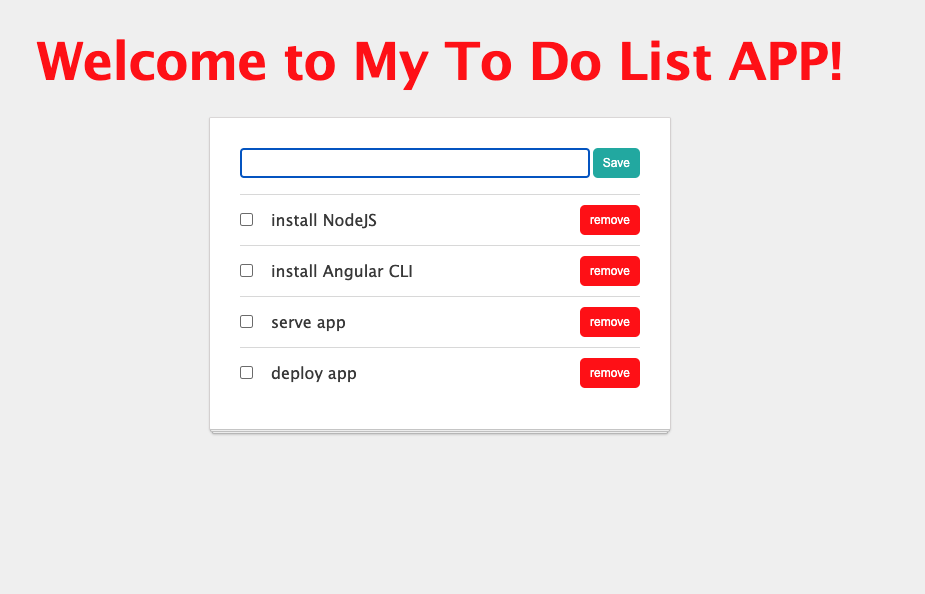 Welcome to My To Do List APP!
Save
install NodeJS remove
install Angular CLI remove
serve app remove
deploy app remove